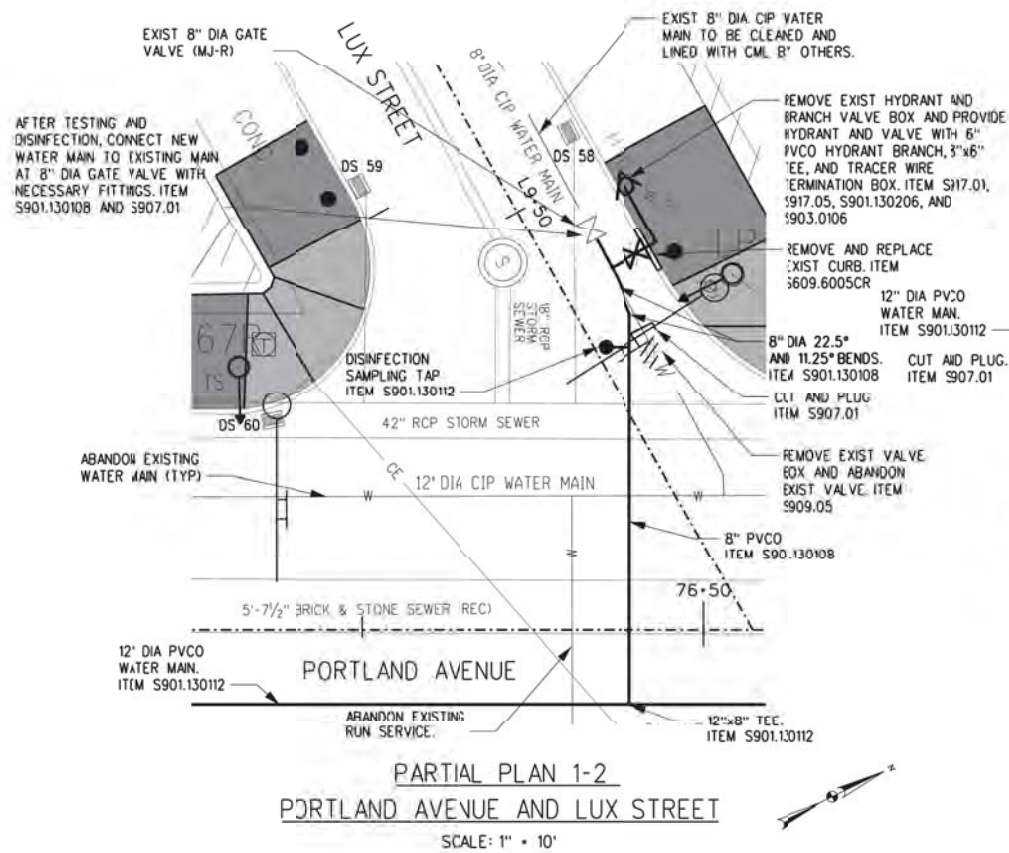 EXIST 8" DIA GATE
VALVE (MJ-R)
LUX STREET
8" DIA CIP WATER MAIN
EXIST 8" DIA CIP WATER
MAIN TO BE CLEANED AND
LINED WITH CML B" OTHERS.
AFTER TESTING AND
DISINFECTION, CONNECT NEW
WATER MAIN TO EXISTING MAIN
AT 8" DIA GATE VALVE WITH
NECESSARY FITTINGS. ITEM
S901.130108 AND S907.01
CONC
DS 59
DS 58
L9+50
REMOVE EXIST HYDRANT AND
BRANCH VALVE BOX AND PROVIDE
HYDRANT AND VALVE WITH 6"
PVCO HYDRANT BRANCH, 8"x6"
TEE, AND TRACER WIRE
TERMINATION BOX. ITEM S917.01,
S917.05, S901.130206, AND
S903.0106
REMOVE AND REPLACE
EXIST CURB. ITEM
S609.6005CR
12" DIA PVCO
WATER MAN.
ITEM S901.130112
S
18" RCP
STORM
SEWER
8" DIA 22.5°
AND 11.25° BENDS.
ITEM S901.130108
CUT AND PLUG.
ITEM S907.01
DISINFECTION
SAMPLING TAP
ITEM S901.130112
CUT AND PLUG
ITEM S907.01
TS
DS 60
42" RCP STORM SEWER
REMOVE EXIST VALVE
BOX AND ABANDON
EXIST VALVE. ITEM
S909.05
ABANDON EXISTING
WATER MAIN (TYP)
CE
W
12" DIA CIP WATER MAIN
W
8" PVCO
ITEM S90.130108
76+50
5'-7½" BRICK & STONE SEWER (REC)
12" DIA PVCO
WATER MAIN.
ITEM S901.130112
PORTLAND AVENUE
ABANDON EXISTING
RUN SERVICE.
12"x8" TEE.
ITEM S901.130112
PARTIAL PLAN 1-2
PORTLAND AVENUE AND LUX STREET
SCALE: 1" = 10'
N